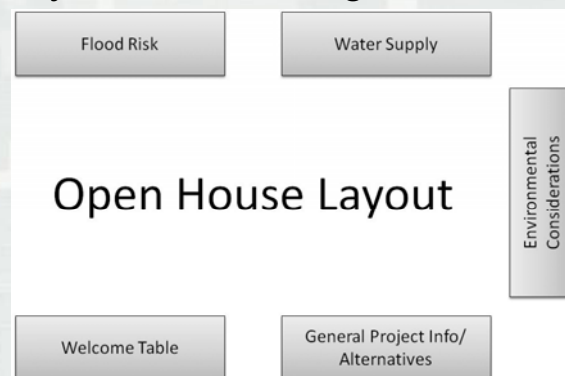 Flood Risk
Water Supply
Environmental
Considerations
Open House Layout
Welcome Table
General Project Info/
Alternatives